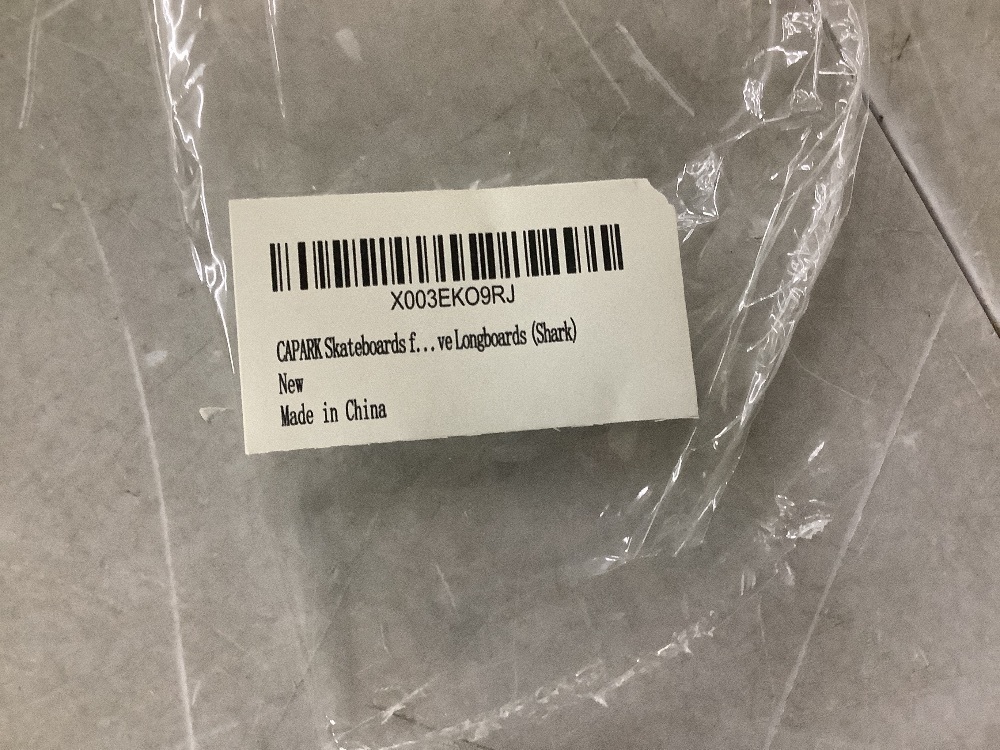 X003EKO9RJ
CAPARK Skateboards f...ve Longboards (Shark)
New
Made in China